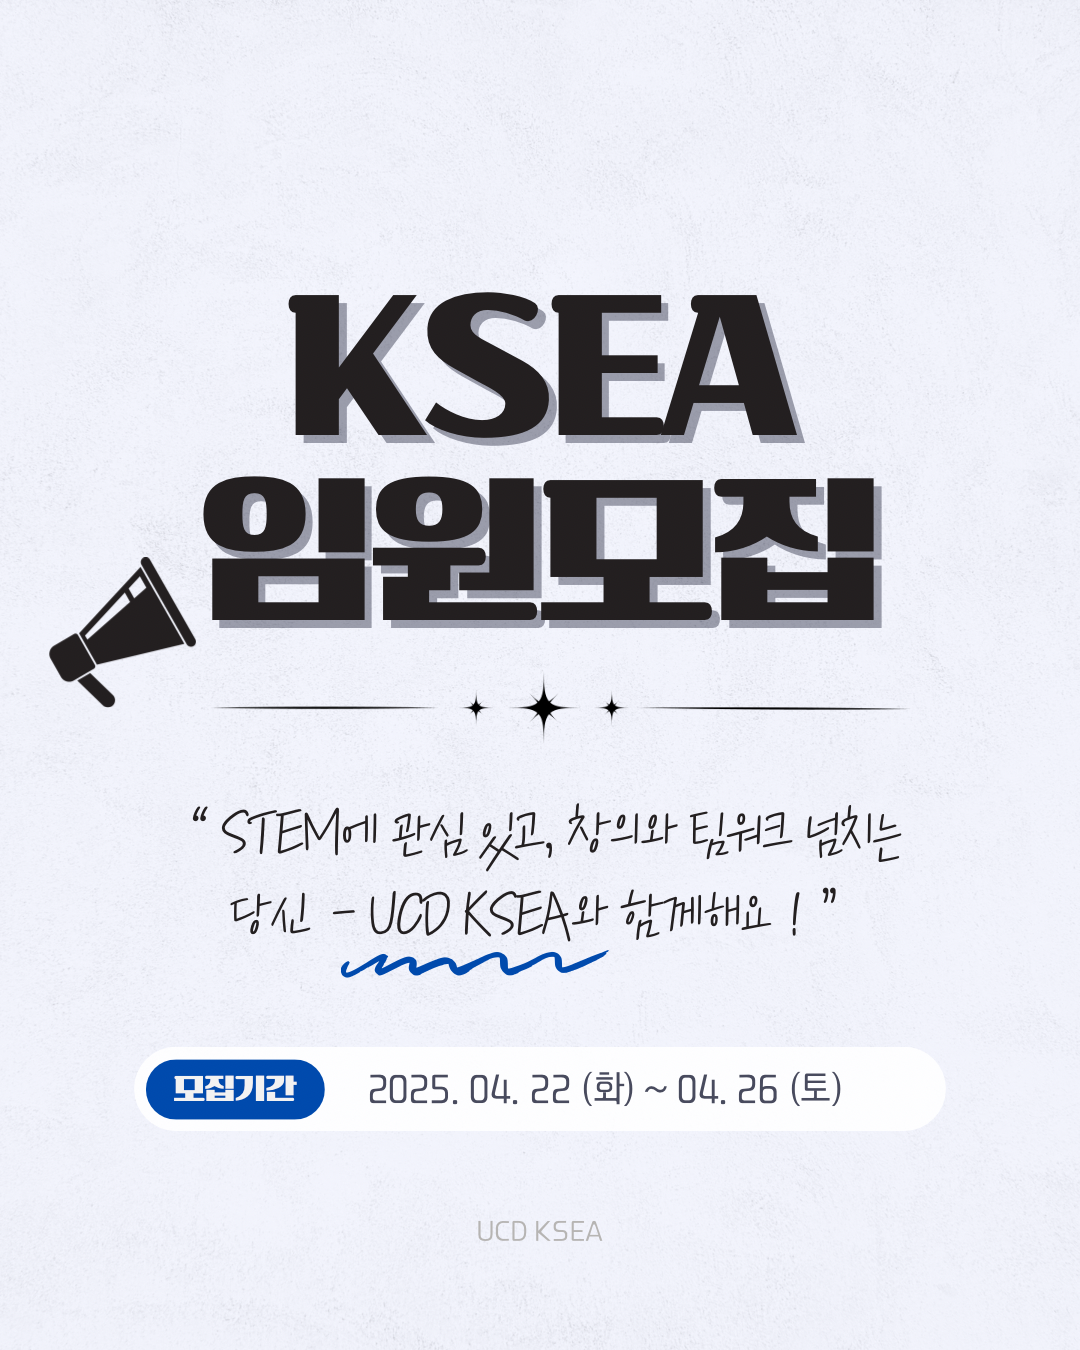 KSEA
임원모집
“ STEM에 관심 있고, 창의와 팀워크 넘치는
당신 - UCD KSEA와 함께해요 ! ”
모집기간 2025. 04. 22 (화) ~ 04. 26 (토)
UCD KSEA